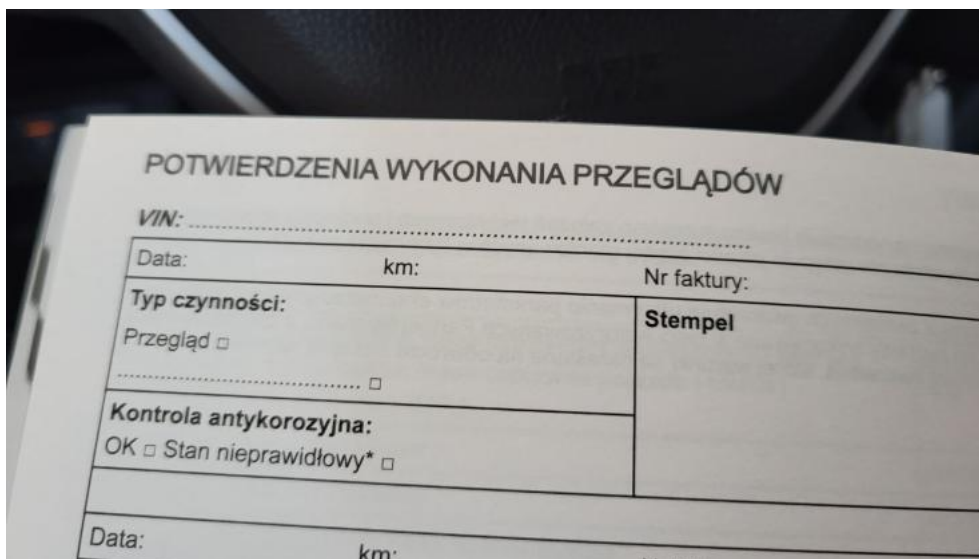 POTWIERDZENIA WYKONANIA PRZEGLĄDÓW
VIN: ................................................................................
Data: km: Nr faktury:
Typ czynności:
Stempel
Przegląd □
........................................ □
Kontrola antykorozyjna:
OK □ Stan nieprawidłowy* □
Data: km: